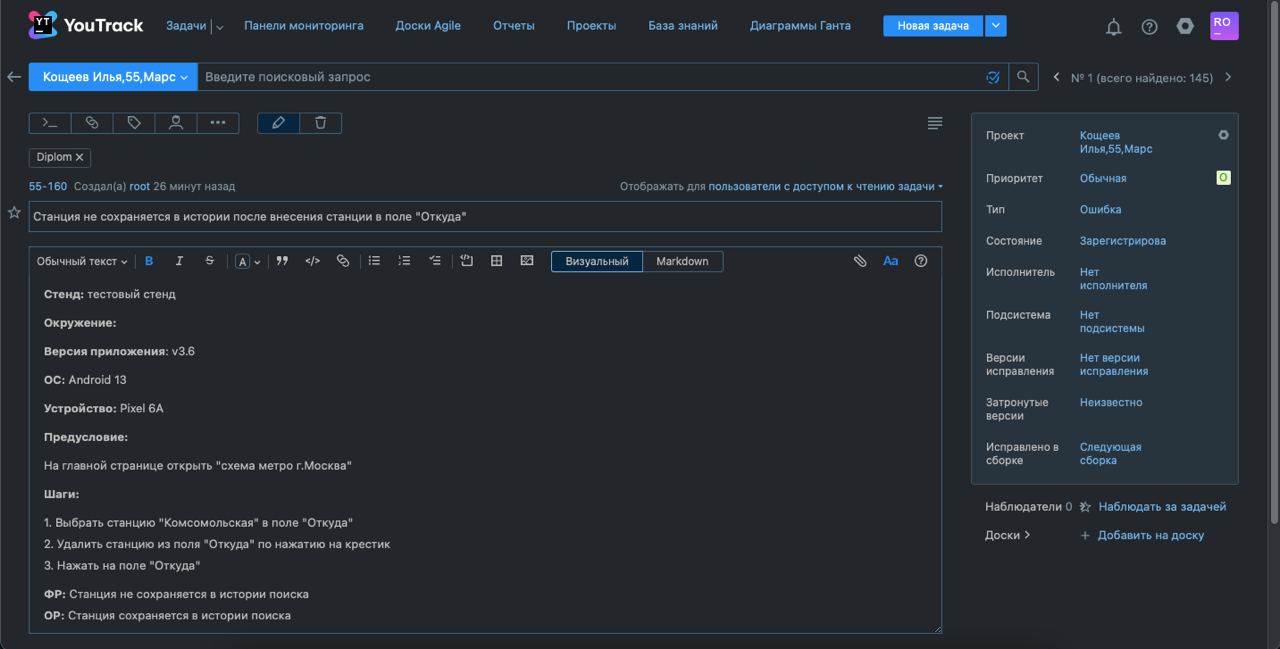 YT YouTrack Задачи Панели мониторинга Доски Agile Отчеты Проекты База знаний Диаграммы Ганта Новая задача RO
Кощеев Илья,55,Марс Введите поисковый запрос № 1 (всего найдено: 145)
Diplom
55-160 Создал(а) root 26 минут назад Отображать для пользователи с доступом к чтению задачи
Станция не сохраняется в истории после внесения станции в поле "Откуда"
Обычный текст B I S A Визуальный Markdown Aa
Стенд: тестовый стенд
Окружение:
Версия приложения: v3.6
ОС: Android 13
Устройство: Pixel 6A
Предусловие:
На главной странице открыть "схема метро г.Москва"
Шаги:
1. Выбрать станцию "Комсомольская" в поле "Откуда"
2. Удалить станцию из поля "Откуда" по нажатию на крестик
3. Нажать на поле "Откуда"
ФР: Станция не сохраняется в истории поиска
ОР: Станция сохраняется в истории поиска
Проект Кощеев
Илья,55,Марс
Приоритет Обычная О
Тип Ошибка
Состояние Зарегистрирова
Исполнитель Нет
исполнителя
Подсистема Нет
подсистемы
Версии Нет версии
исправления исправления
Затронутые Неизвестно
версии
Исправлено в Следующая
сборке сборка
Наблюдатели 0 Наблюдать за задачей
Доски Добавить на доску